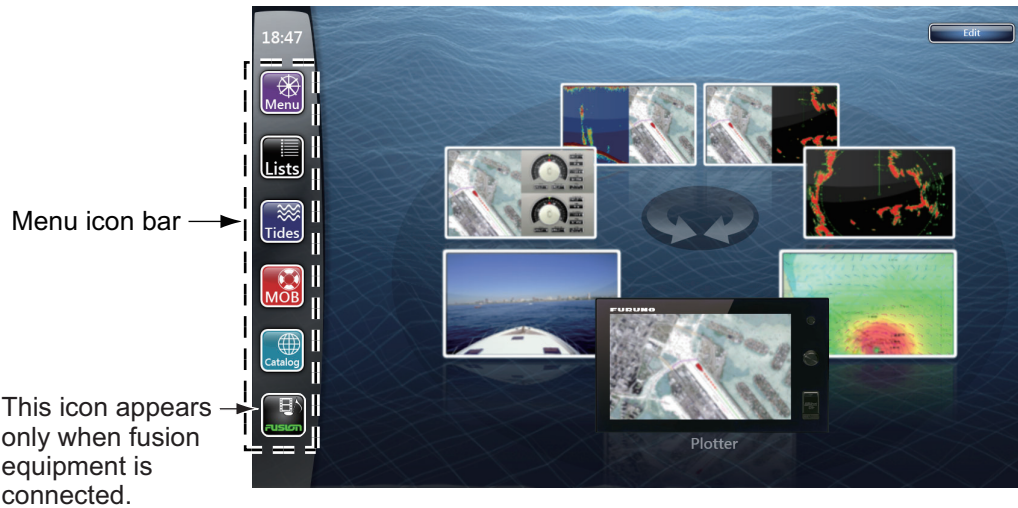 18:47
Edit
Menu
Lists
Menu icon bar
Tides
MOB
Catalog
This icon appears
only when fusion
equipment is
connected.
FUSION
FURUNO
Plotter